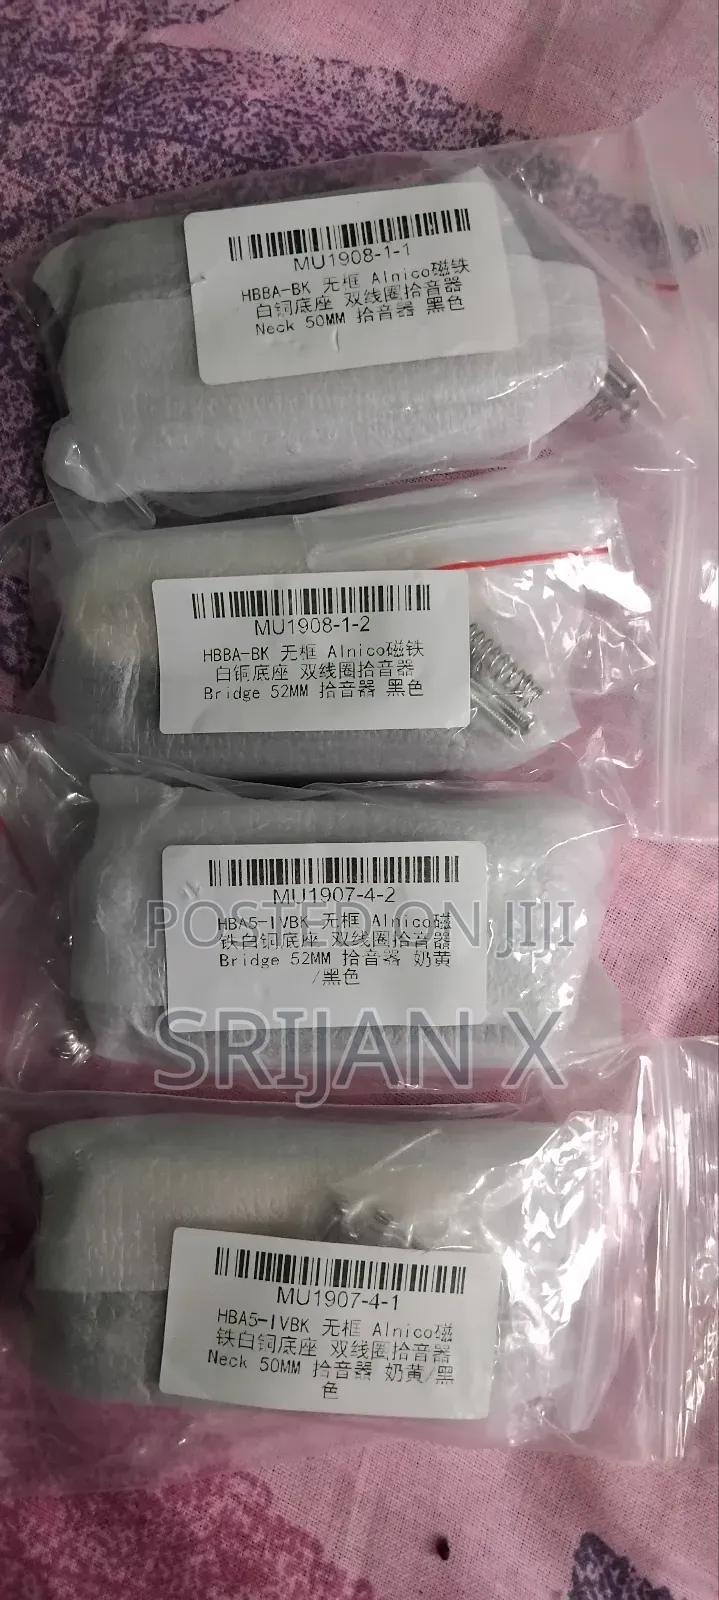 MU1908-1-1
HBBA-BK 无框 Alnico磁铁
白铜底座 双线圈拾音器
Neck 50MM 拾音器 黑色
MU1908-1-2
HBBA-BK 无框 Alnico磁铁
白铜底座 双线圈拾音器
Bridge 52MM 拾音器 黑色
MU1907-4-2
HBA5-IVBK 无框 Alnico磁
铁白铜底座 双线圈拾音器
Bridge 52MM 拾音器 奶黄
/黑色
POSTED ON JIJI
SRIJAN X
MU1907-4-1
HBA5-IVBK 无框 Alnico磁
铁白铜底座 双线圈拾音器
Neck 50MM 拾音器 奶黄/黑
色